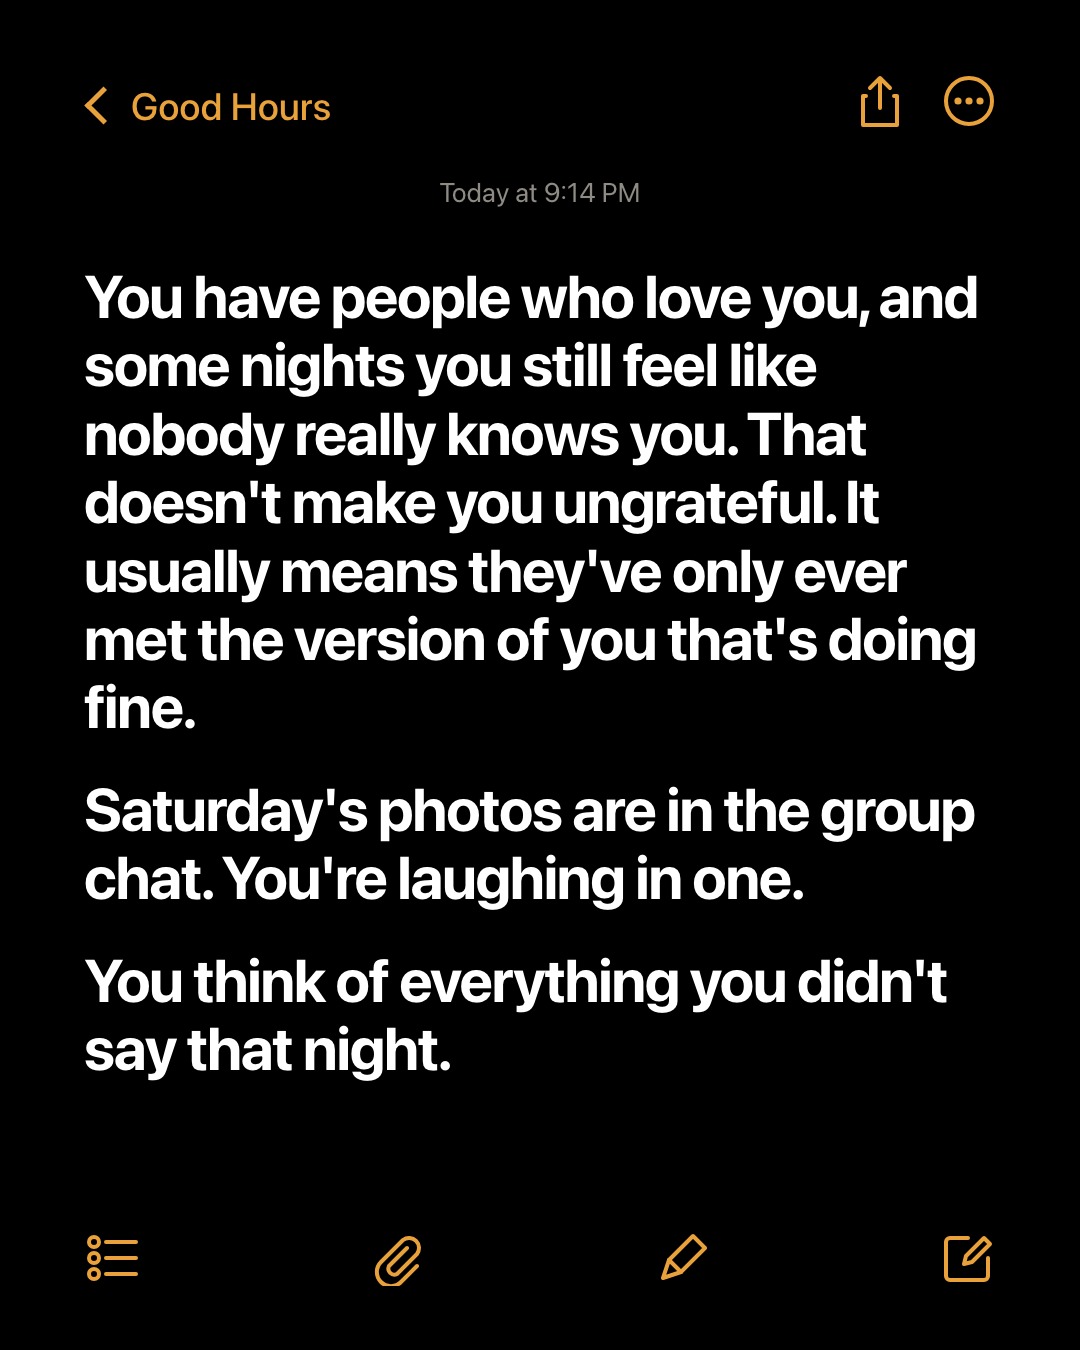 Good Hours
Today at 9:14 PM
You have people who love you, and
some nights you still feel like
nobody really knows you. That
doesn't make you ungrateful. It
usually means they've only ever
met the version of you that's doing
fine.
Saturday's photos are in the group
chat. You're laughing in one.
You think of everything you didn't
say that night.